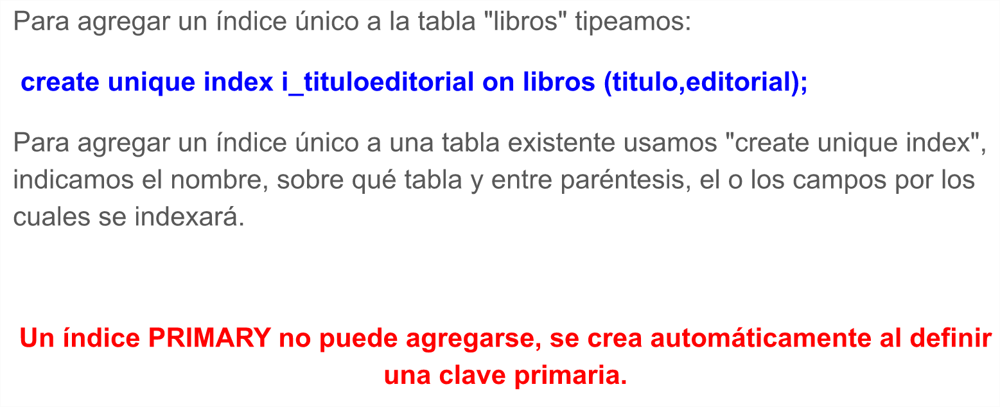 Para agregar un índice único a la tabla "libros" tipeamos:
create unique index i_tituloeditorial on libros (titulo,editorial);
Para agregar un índice único a una tabla existente usamos "create unique index",
indicamos el nombre, sobre qué tabla y entre paréntesis, el o los campos por los
cuales se indexará.
Un índice PRIMARY no puede agregarse, se crea automáticamente al definir
una clave primaria.